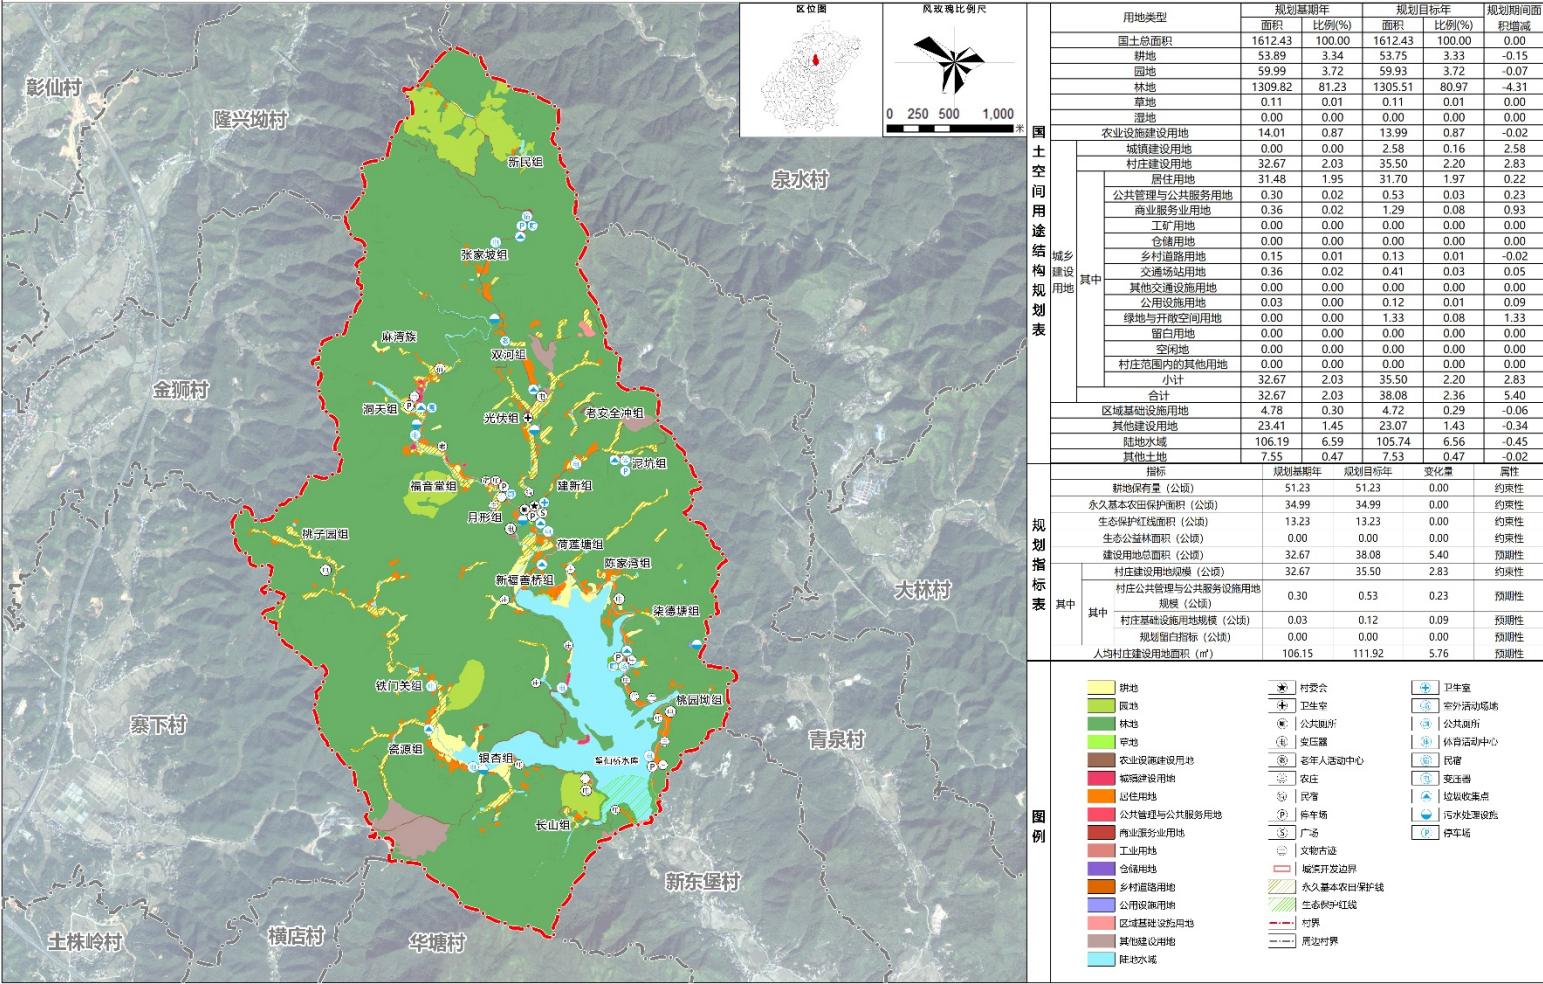 区位图
风玫瑰比例尺
0 250 500 1,000
米
彰仙村
隆兴坳村
泉水村
金狮村
大林村
寨下村
青泉村
新东堡村
土株岭村
横店村
华塘村
新民组
张家坡组
麻湾族
双河组
洞天组
光伏组
老安全冲组
泥坑组
福音堂组
建新组
月形组
桃子园组
荷莲塘组
陈家湾组
新福善桥组
柒德塘组
铁门关组
桃园坳组
瓷源组
银杏组
长山组
国土空间用途结构规划表
用地类型 规划基期年 规划目标年 规划期间面积增减
面积 比例(%) 面积 比例(%)
国土总面积 1612.43 100.00 1612.43 100.00 0.00
耕地 53.89 3.34 53.75 3.33 -0.15
园地 59.99 3.72 59.93 3.72 -0.07
林地 1309.82 81.23 1305.51 80.97 -4.31
草地 0.11 0.01 0.11 0.01 0.00
湿地 0.00 0.00 0.00 0.00 0.00
农业设施建设用地 14.01 0.87 13.99 0.87 -0.02
城乡建设用地
城镇建设用地 0.00 0.00 2.58 0.16 2.58
村庄建设用地 32.67 2.03 35.50 2.20 2.83
其中
居住用地 31.48 1.95 31.70 1.97 0.22
公共管理与公共服务用地 0.30 0.02 0.53 0.03 0.23
商业服务业用地 0.36 0.02 1.29 0.08 0.93
工矿用地 0.00 0.00 0.00 0.00 0.00
仓储用地 0.00 0.00 0.00 0.00 0.00
乡村道路用地 0.15 0.01 0.13 0.01 -0.02
交通场站用地 0.36 0.02 0.41 0.03 0.05
其他交通设施用地 0.00 0.00 0.00 0.00 0.00
公用设施用地 0.03 0.00 0.12 0.01 0.09
绿地与开敞空间用地 0.00 0.00 1.33 0.08 1.33
留白用地 0.00 0.00 0.00 0.00 0.00
空闲地 0.00 0.00 0.00 0.00 0.00
村庄范围内的其他用地 0.00 0.00 0.00 0.00 0.00
小计 32.67 2.03 35.50 2.20 2.83
合计 32.67 2.03 38.08 2.36 5.40
区域基础设施用地 4.78 0.30 4.72 0.29 -0.06
其他建设用地 23.41 1.45 23.07 1.43 -0.34
陆地水域 106.19 6.59 105.74 6.56 -0.45
其他土地 7.55 0.47 7.53 0.47 -0.02
规划指标表
指标 规划基期年 规划目标年 变化量 属性
耕地保有量（公顷） 51.23 51.23 0.00 约束性
永久基本农田保护面积（公顷） 34.99 34.99 0.00 约束性
生态保护红线面积（公顷） 13.23 13.23 0.00 约束性
生态公益林面积（公顷） 0.00 0.00 0.00 约束性
建设用地总面积（公顷） 32.67 38.08 5.40 预期性
其中
村庄建设用地规模（公顷） 32.67 35.50 2.83 约束性
其中
村庄公共管理与公共服务设施用地规模（公顷） 0.30 0.53 0.23 预期性
村庄基础设施用地规模（公顷） 0.03 0.12 0.09 预期性
规划留白指标（公顷） 0.00 0.00 0.00 预期性
人均村庄建设用地面积（㎡） 106.15 111.92 5.76 预期性
图例
耕地
园地
林地
草地
农业设施建设用地
城镇建设用地
居住用地
公共管理与公共服务用地
商业服务业用地
工业用地
仓储用地
乡村道路用地
公用设施用地
区域基础设施用地
其他建设用地
陆地水域
村委会
卫生室
公共厕所
变压器
老年人活动中心
农庄
民宿
停车场
广场
文物古迹
城镇开发边界
永久基本农田保护线
生态保护红线
村界
周边村界
卫生室
室外活动场地
公共厕所
体育活动中心
民宿
变压器
垃圾收集点
污水处理设施
停车场